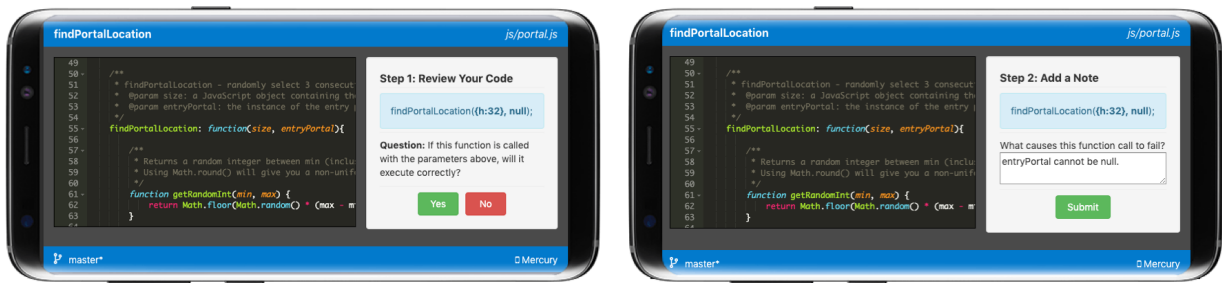 findPortalLocation
js/portal.js
49
50 - /**
51 * findPortalLocation - randomly select 3 consecut
52 * @param size: a JavaScript object containing the
53 * @param entryPortal: the instance of the entry p
54 */
55 - findPortalLocation: function(size, entryPortal){
56
57 - /**
58 * Returns a random integer between min (inclu
59 * Using Math.round() will give you a non-unifo
60 */
61 - function getRandomInt(min, max) {
62 return Math.floor(Math.random() * (max - m
63 }
64
Step 1: Review Your Code
findPortalLocation({h:32}, null);
Question: If this function is called
with the parameters above, will it
execute correctly?
Yes
No
master*
Mercury
findPortalLocation
js/portal.js
49
50 - /**
51 * findPortalLocation - randomly select 3 consecut
52 * @param size: a JavaScript object containing the
53 * @param entryPortal: the instance of the entry p
54 */
55 - findPortalLocation: function(size, entryPortal){
56
57 - /**
58 * Returns a random integer between min (inclu
59 * Using Math.round() will give you a non-unifo
60 */
61 - function getRandomInt(min, max) {
62 return Math.floor(Math.random() * (max - m
63 }
64
Step 2: Add a Note
findPortalLocation({h:32}, null);
What causes this function call to fail?
entryPortal cannot be null.
Submit
master*
Mercury